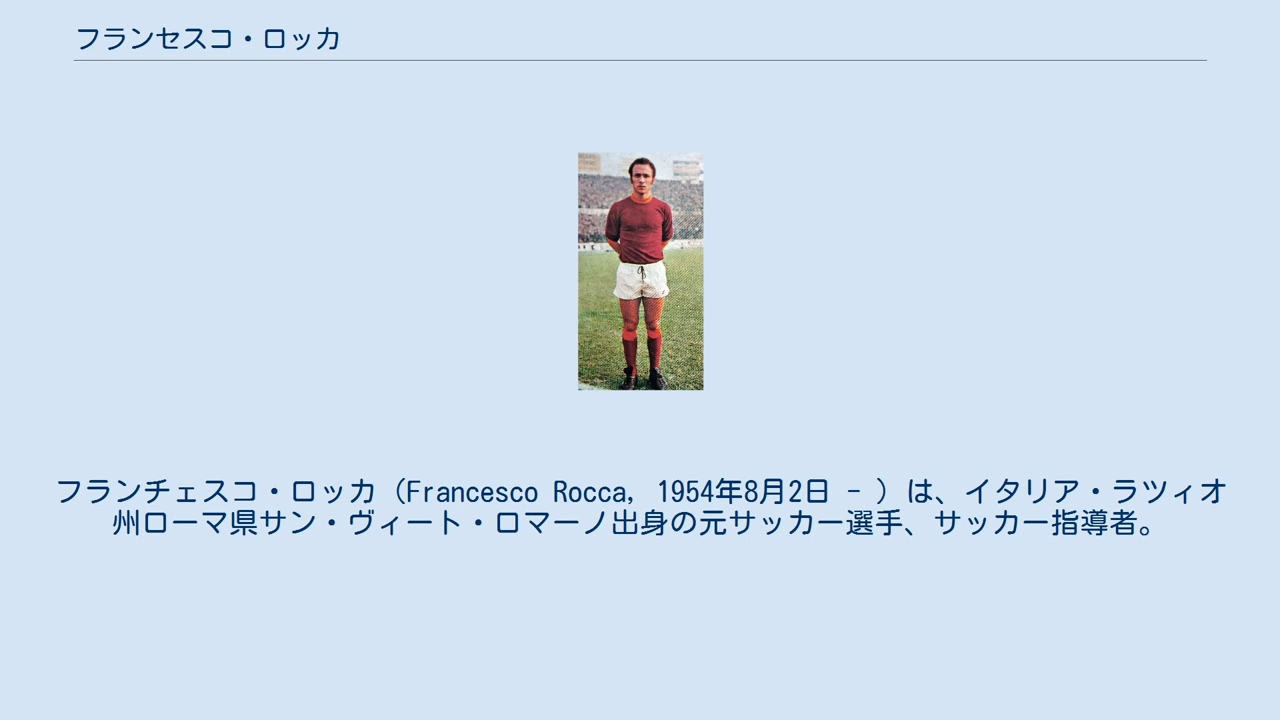 フランセスコ・ロッカ
フランチェスコ・ロッカ（Francesco Rocca, 1954年8月2日 - ）は、イタリア・ラツィオ
州ローマ県サン・ヴィート・ロマーノ出身の元サッカー選手、サッカー指導者。